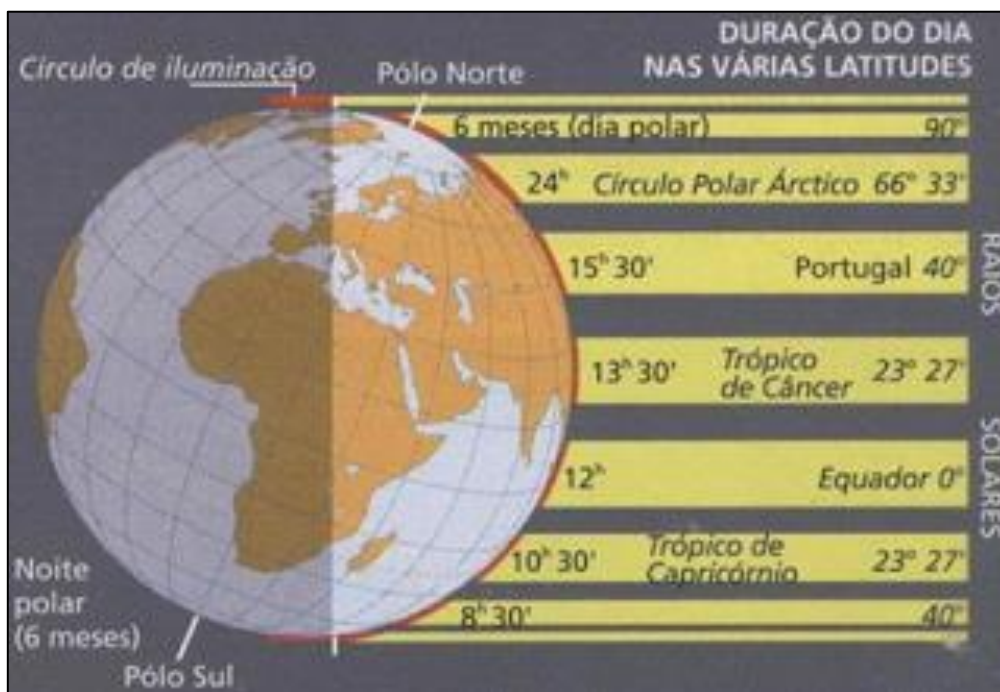 DURAÇÃO DO DIA
NAS VÁRIAS LATITUDES
Círculo de iluminação
Pólo Norte
6 meses (dia polar) 90°
24ʰ Círculo Polar Árctico 66° 33'
15ʰ 30' Portugal 40°
13ʰ 30' Trópico de Câncer 23° 27'
12ʰ Equador 0°
10ʰ 30' Trópico de Capricórnio 23° 27'
8ʰ 30' 40°
RAIOS
SOLARES
Noite
polar
(6 meses)
Pólo Sul